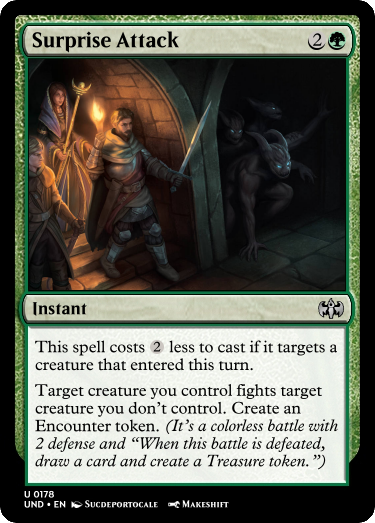 Surprise Attack 2
Instant
This spell costs 2 less to cast if it targets a
creature that entered this turn.
Target creature you control fights target
creature you don't control. Create an
Encounter token. (It's a colorless battle with
2 defense and “When this battle is defeated,
draw a card and create a Treasure token.”)
U 0178
UND • EN Sucdeportocale Makeshift